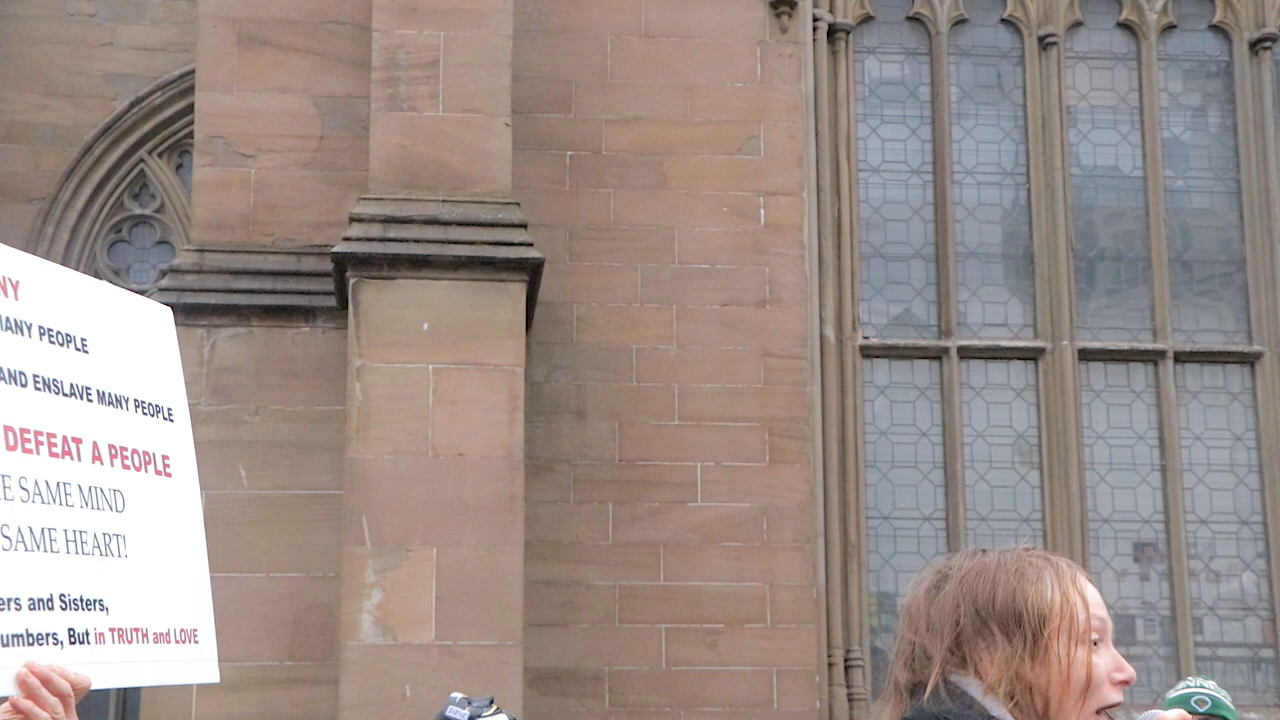 NY
MANY PEOPLE
AND ENSLAVE MANY PEOPLE
DEFEAT A PEOPLE
E SAME MIND
SAME HEART!
ers and Sisters,
umbers, But in TRUTH and LOVE